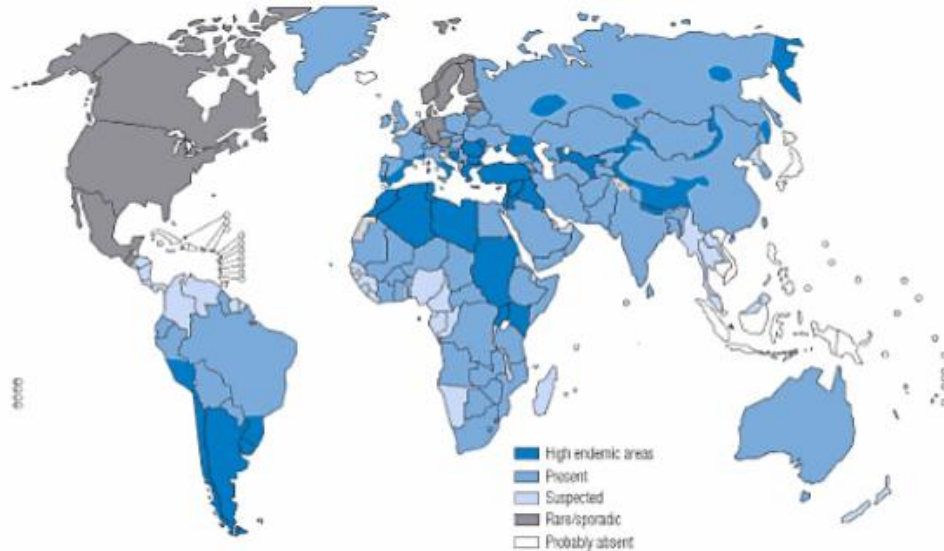 High endemic areas
Present
Suspected
Rare/sporadic
Probably absent